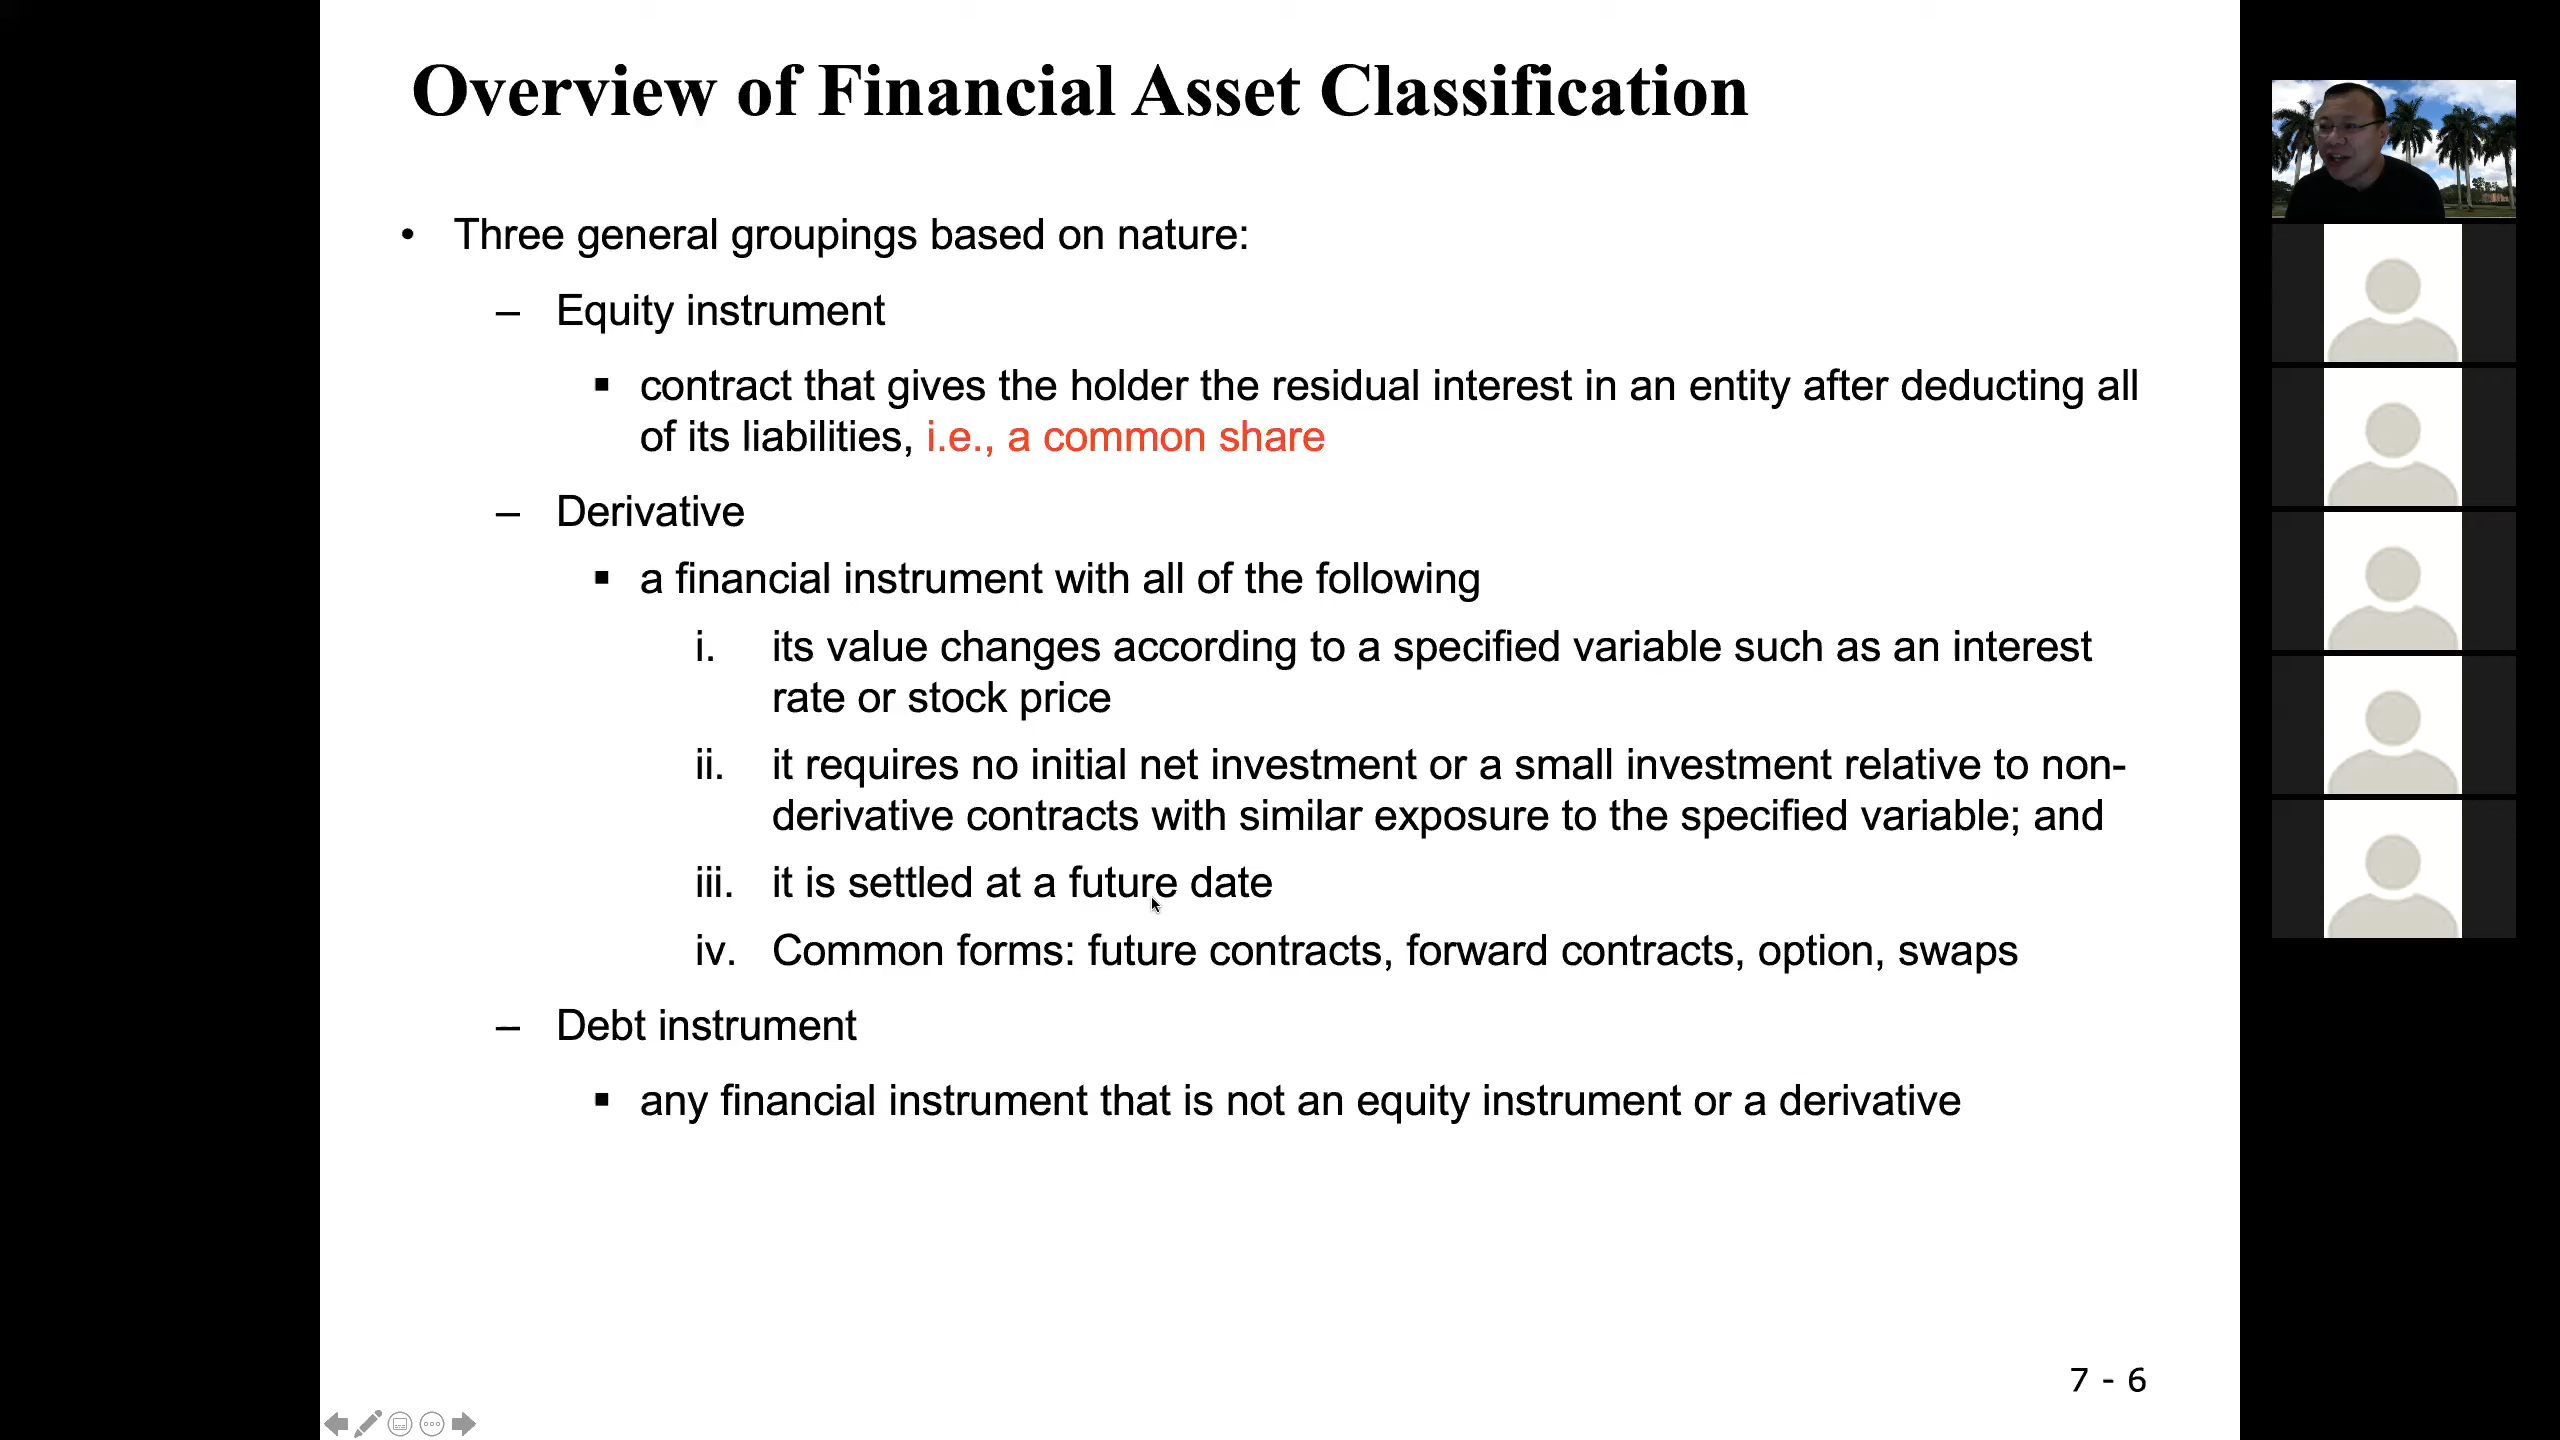 Overview of Financial Asset Classification
• Three general groupings based on nature:
– Equity instrument
▪ contract that gives the holder the residual interest in an entity after deducting all
of its liabilities, i.e., a common share
– Derivative
▪ a financial instrument with all of the following
i. its value changes according to a specified variable such as an interest
rate or stock price
ii. it requires no initial net investment or a small investment relative to non-
derivative contracts with similar exposure to the specified variable; and
iii. it is settled at a future date
iv. Common forms: future contracts, forward contracts, option, swaps
– Debt instrument
▪ any financial instrument that is not an equity instrument or a derivative
7 - 6